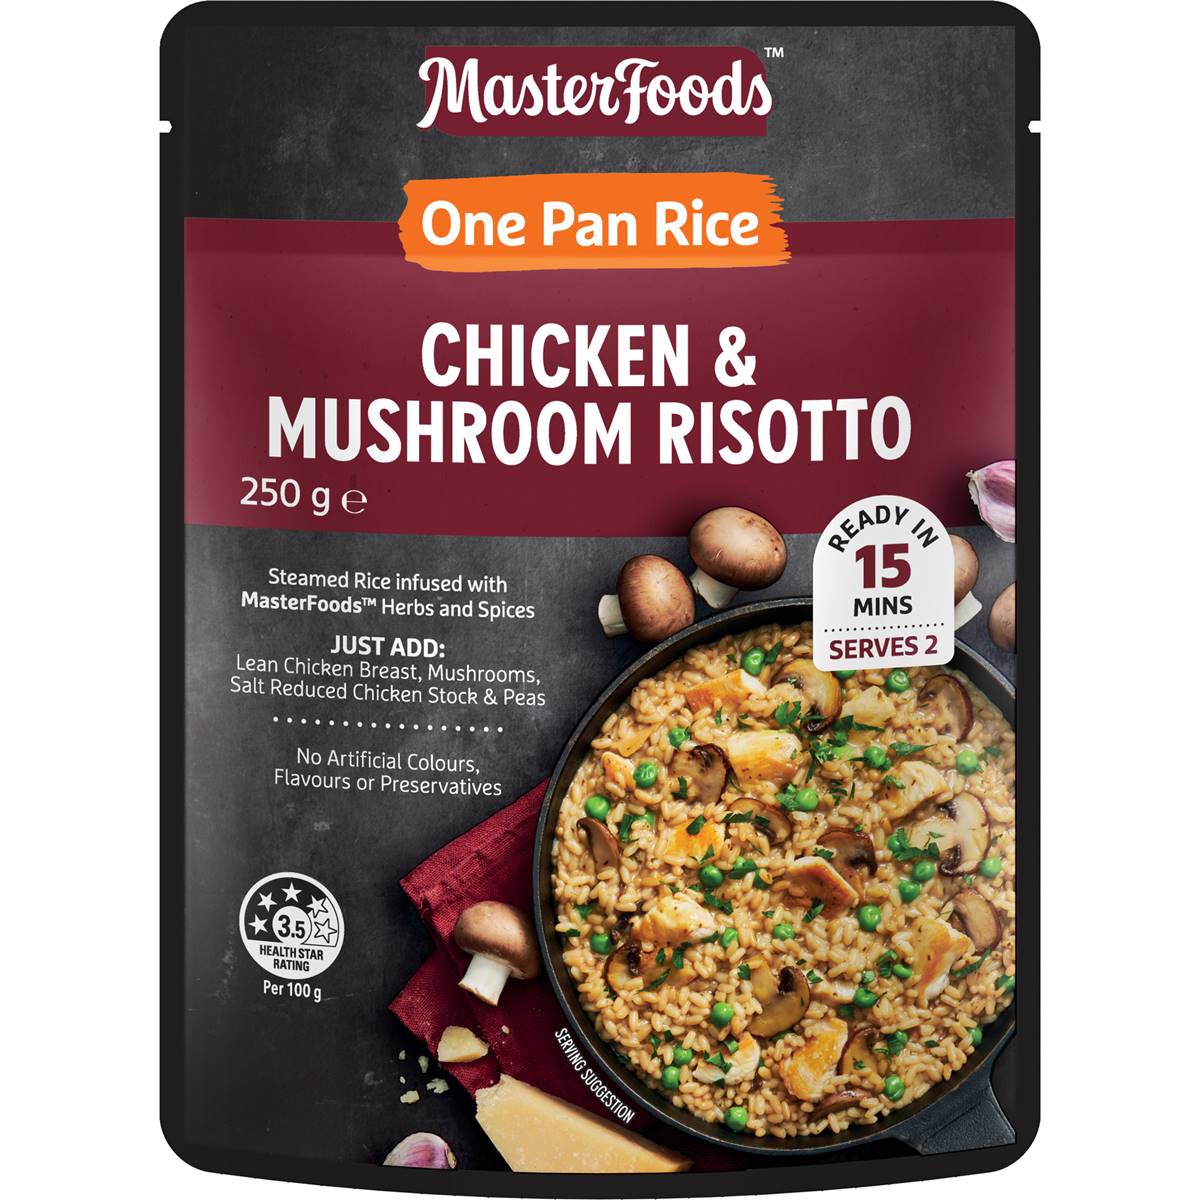 MasterFoods™
One Pan Rice
CHICKEN &
MUSHROOM RISOTTO
250 g ℮
READY IN
15
MINS
SERVES 2
Steamed Rice infused with
MasterFoods™ Herbs and Spices
JUST ADD:
Lean Chicken Breast, Mushrooms,
Salt Reduced Chicken Stock & Peas
No Artificial Colours,
Flavours or Preservatives
3.5
HEALTH STAR
RATING
Per 100 g
SERVING SUGGESTION